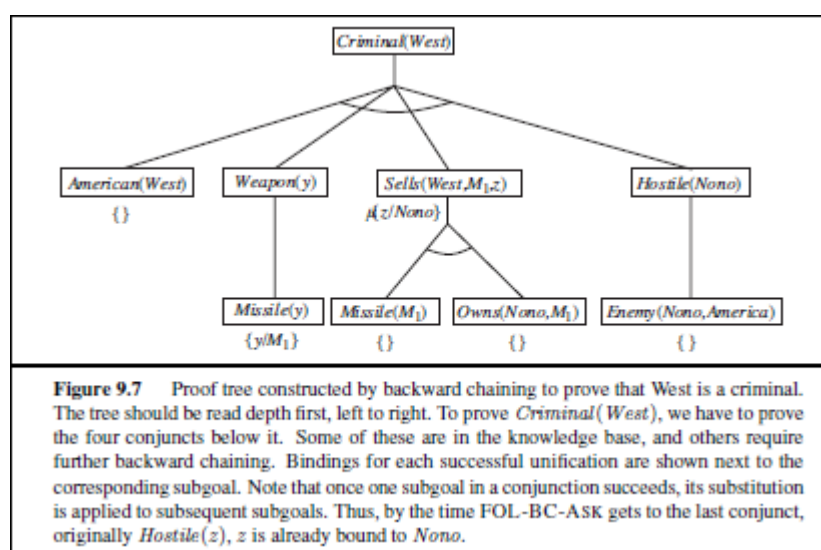 Criminal(West)
American(West) Weapon(y) Sells(West,M₁,z) Hostile(Nono)
{ } μ{z/Nono}
Missile(y) Missile(M₁) Owns(Nono,M₁) Enemy(Nono,America)
{y/M₁} { } { } { }
Figure 9.7 Proof tree constructed by backward chaining to prove that West is a criminal.
The tree should be read depth first, left to right. To prove Criminal(West), we have to prove
the four conjuncts below it. Some of these are in the knowledge base, and others require
further backward chaining. Bindings for each successful unification are shown next to the
corresponding subgoal. Note that once one subgoal in a conjunction succeeds, its substitution
is applied to subsequent subgoals. Thus, by the time FOL-BC-ASK gets to the last conjunct,
originally Hostile(z), z is already bound to Nono.